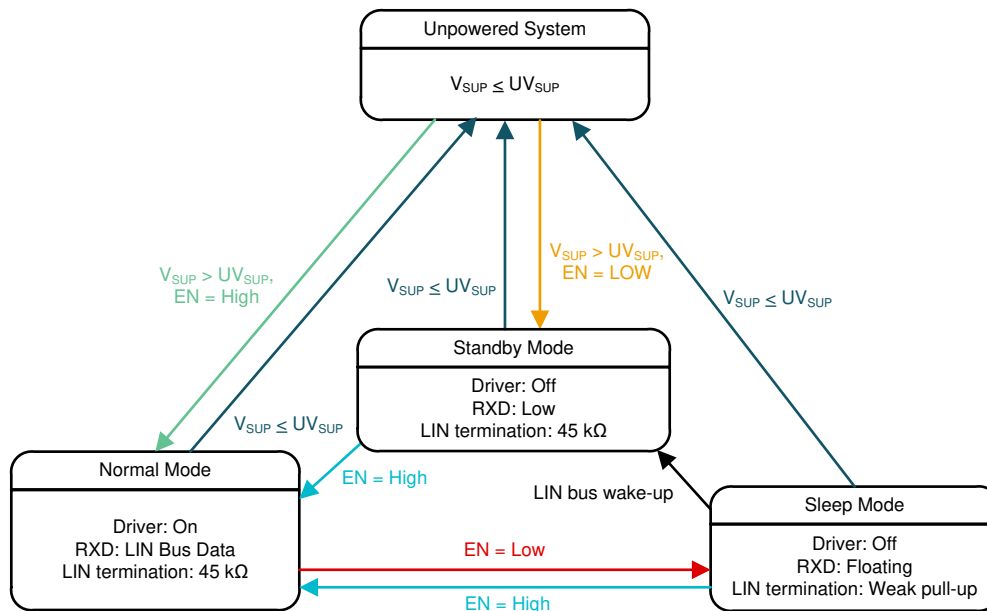 Unpowered System
V_SUP ≤ UV_SUP
V_SUP > UV_SUP,
EN = High
V_SUP ≤ UV_SUP
V_SUP > UV_SUP,
EN = LOW
V_SUP ≤ UV_SUP
V_SUP ≤ UV_SUP
Standby Mode
Driver: Off
RXD: Low
LIN termination: 45 kΩ
EN = High
LIN bus wake-up
Normal Mode
Driver: On
RXD: LIN Bus Data
LIN termination: 45 kΩ
EN = Low
EN = High
Sleep Mode
Driver: Off
RXD: Floating
LIN termination: Weak pull-up